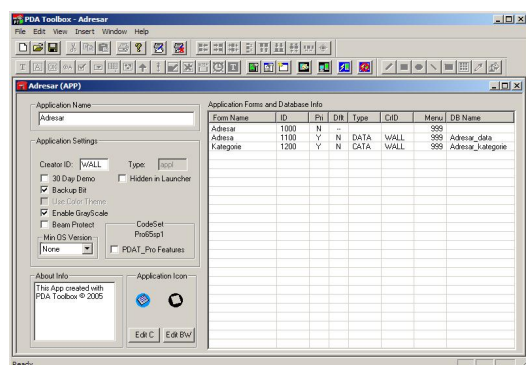 PDA Toolbox - Adresar
File Edit View Insert Window Help
Adresar (APP)
Application Name
Adresar
Application Settings
Creator ID: WALL Type: appl
30 Day Demo Hidden in Launcher
Backup Bit
Use Color Theme
Enable GrayScale
Beam Protect
CodeSet
Pro65sp1
Min OS Version
None
PDAT_Pro Features
About Info
This App created with
PDA Toolbox © 2005
Application Icon
Edit C Edit BW
Application Forms and Database Info
Form Name ID Pri Dflt Type CrID Menu DB Name
Adresar 1000 N -- 999
Adresa 1100 Y N DATA WALL 999 Adresar_data
Kategorie 1200 Y N CATA WALL 999 Adresar_kategorie
Ready